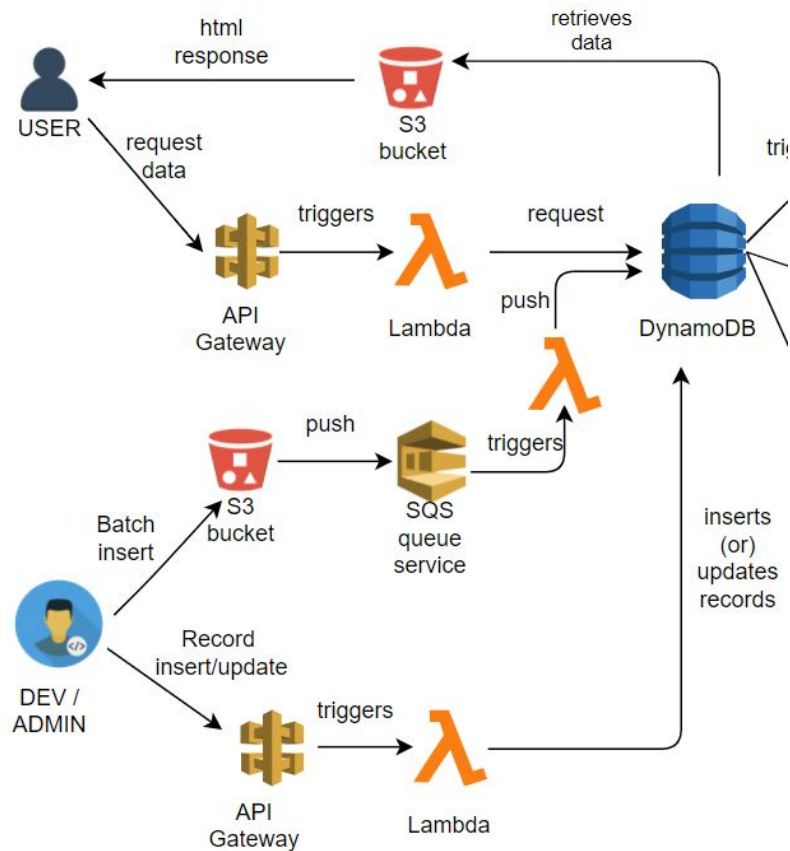 html
response
retrieves
data
USER
S3
bucket
request
data
trig
triggers
request
API
Gateway
Lambda
push
DynamoDB
push
triggers
S3
bucket
SQS
queue
service
Batch
insert
inserts
(or)
updates
records
Record
insert/update
DEV /
ADMIN
triggers
API
Gateway
Lambda